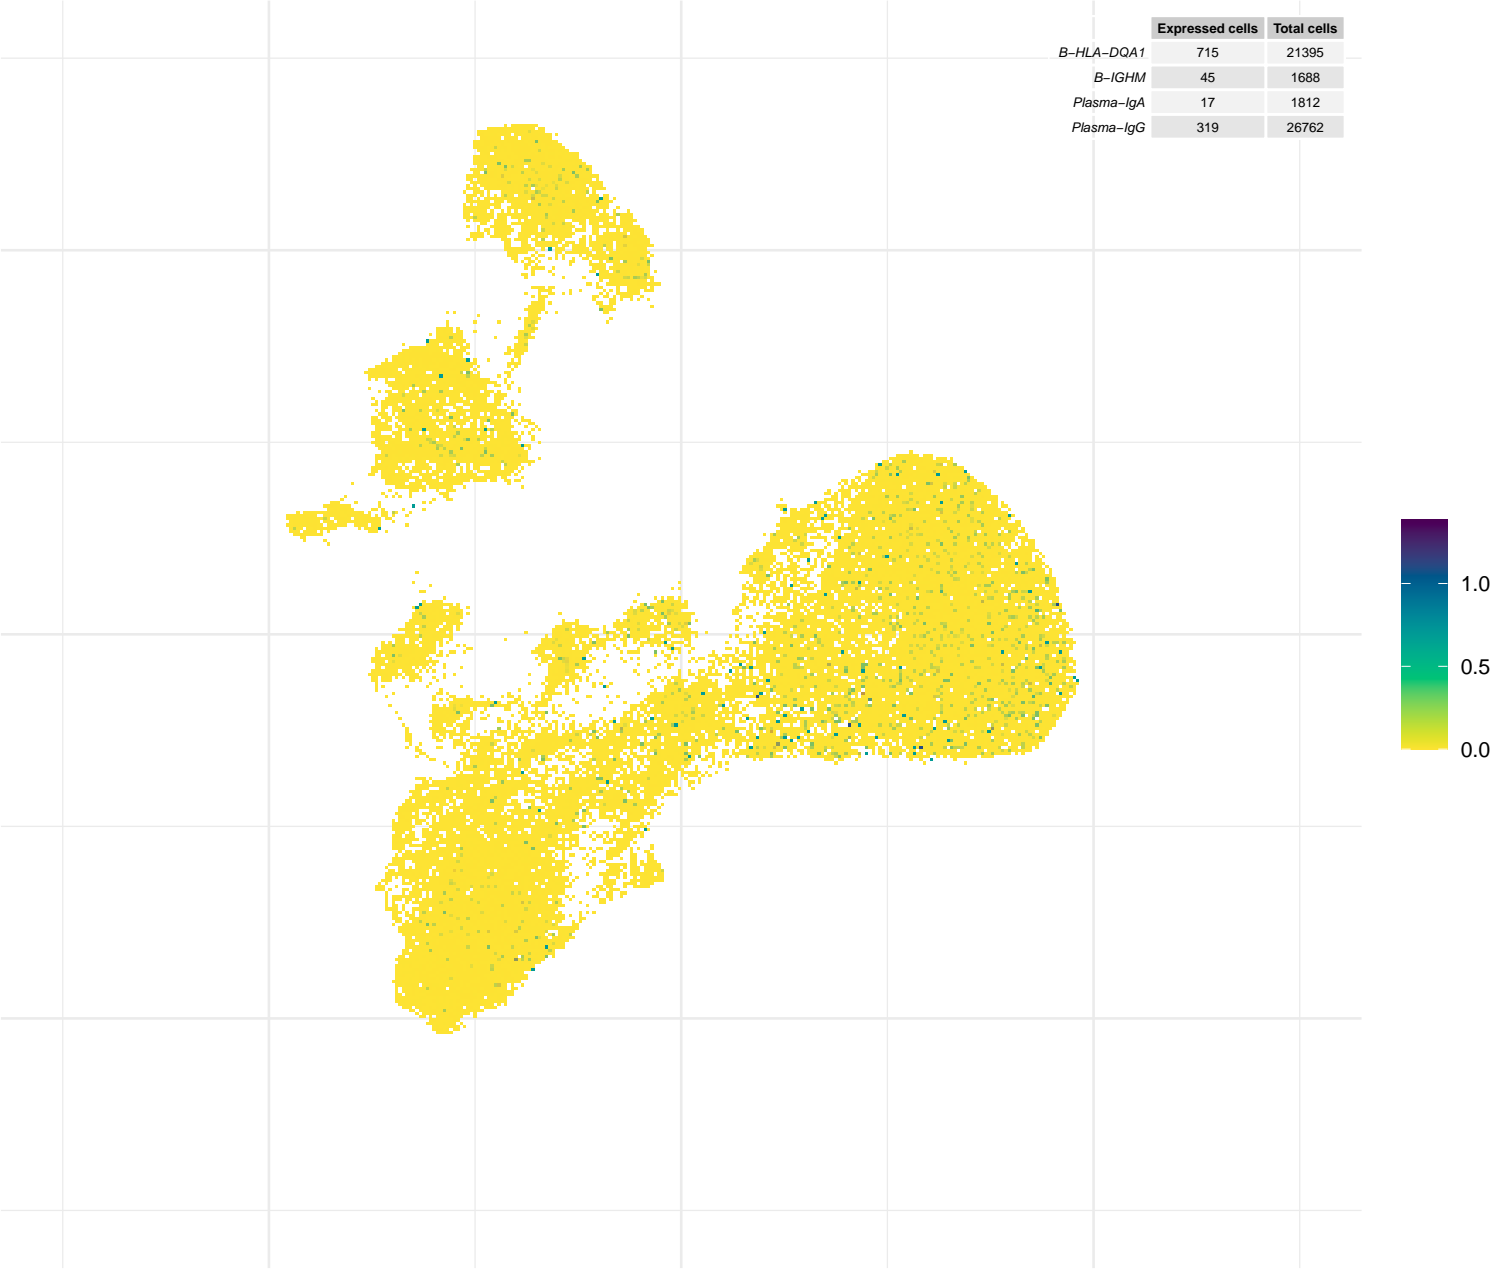 Expressed cells Total cells
B−HLA−DQA1 715 21395
B−IGHM 45 1688
Plasma−IgA 17 1812
Plasma−IgG 319 26762
1.0
0.5
0.0